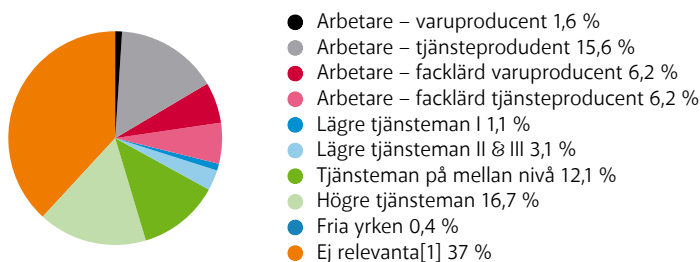 Arbetare – varuproducent 1,6 %
Arbetare – tjänsteprodudent 15,6 %
Arbetare – facklärd varuproducent 6,2 %
Arbetare – facklärd tjänsteproducent 6,2 %
Lägre tjänsteman I 1,1 %
Lägre tjänsteman II & III 3,1 %
Tjänsteman på mellan nivå 12,1 %
Högre tjänsteman 16,7 %
Fria yrken 0,4 %
Ej relevanta[1] 37 %